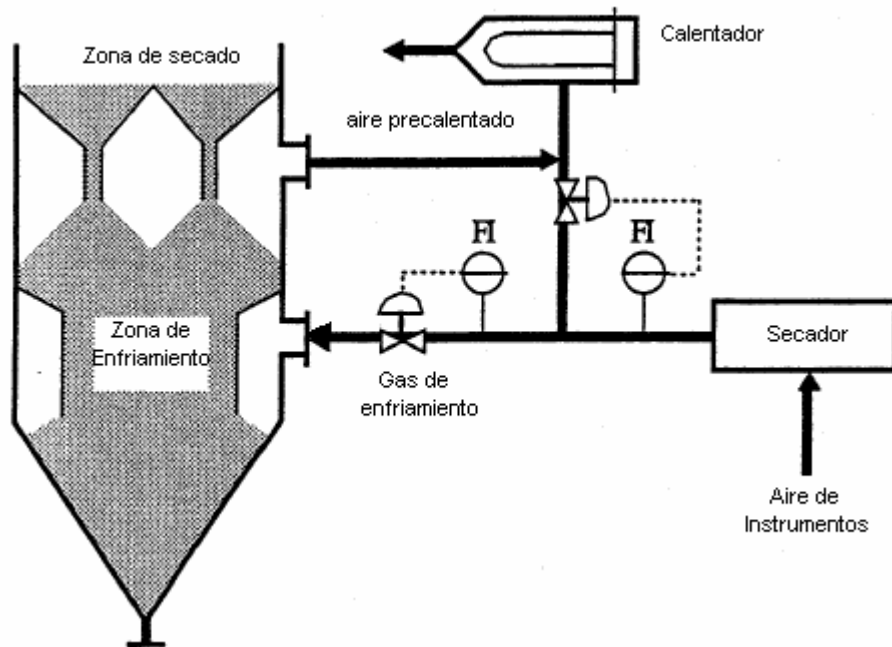 Zona de secado
Calentador
aire precalentado
FI
FI
Zona de
Enfriamiento
Secador
Gas de
enfriamiento
Aire de
Instrumentos